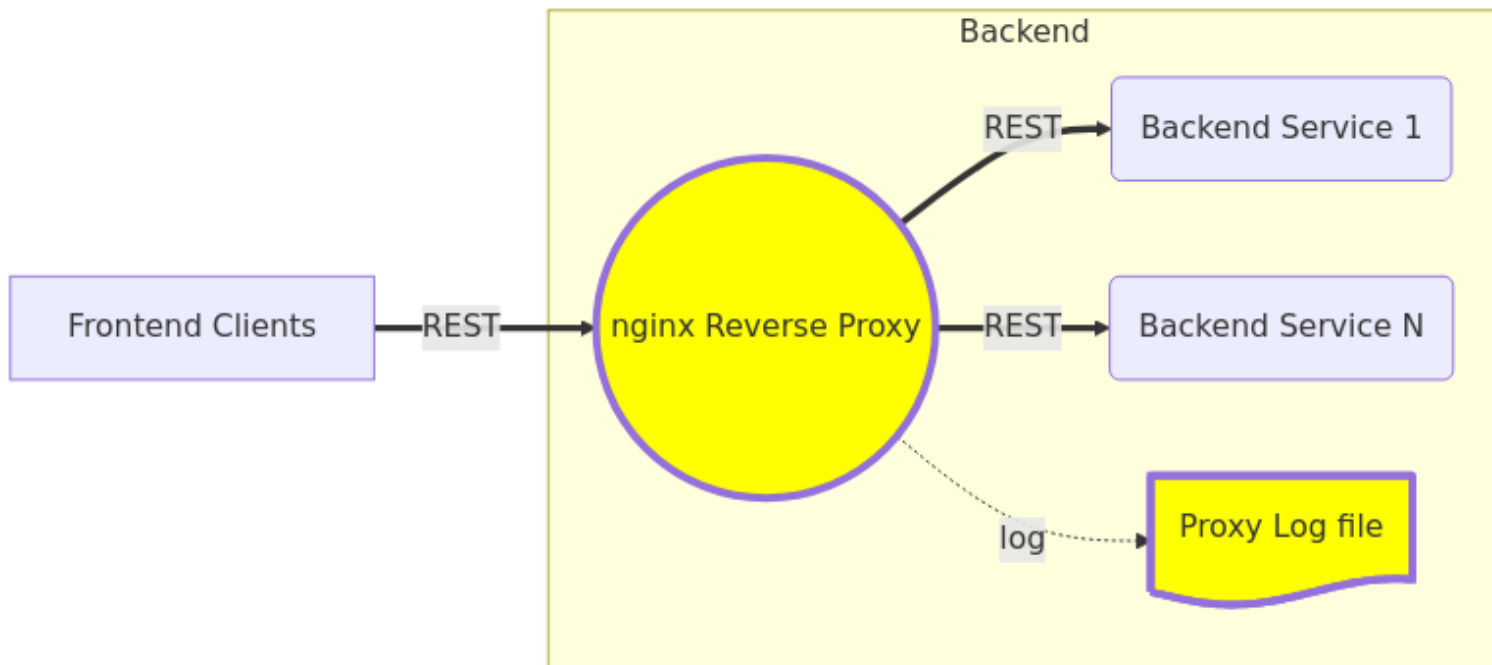 Backend
REST
Backend Service 1
Frontend Clients
REST
nginx Reverse Proxy
REST
Backend Service N
log
Proxy Log file